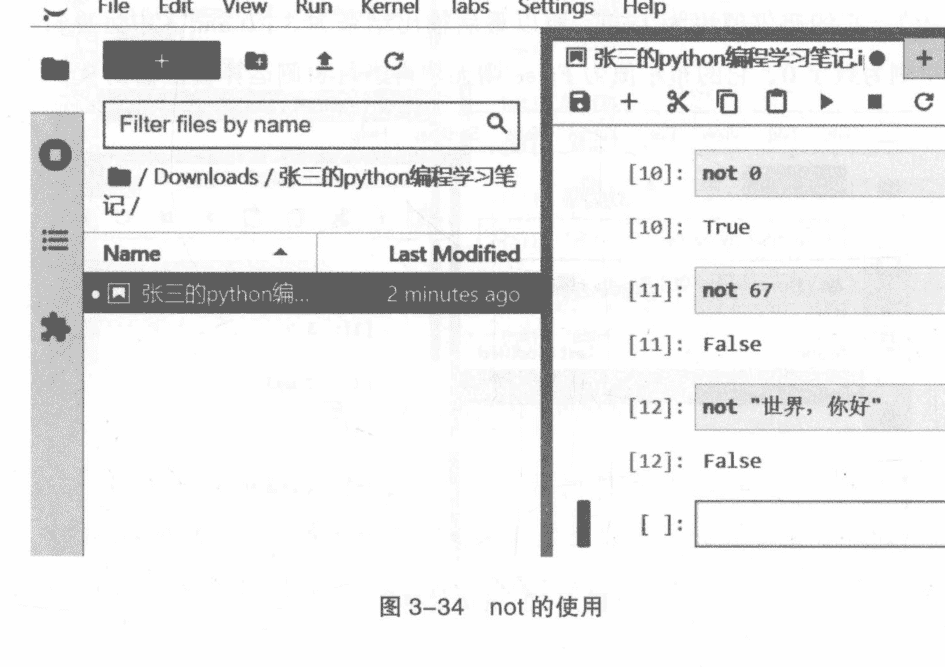 File Edit View Run Kernel Tabs Settings Help
+
Filter files by name
/ Downloads / 张三的python编程学习笔
记 /
Name Last Modified
张三的python编... 2 minutes ago
张三的python编程学习笔记.i
+
[10]: not 0
[10]: True
[11]: not 67
[11]: False
[12]: not "世界，你好"
[12]: False
[ ]:
图 3-34 not 的使用